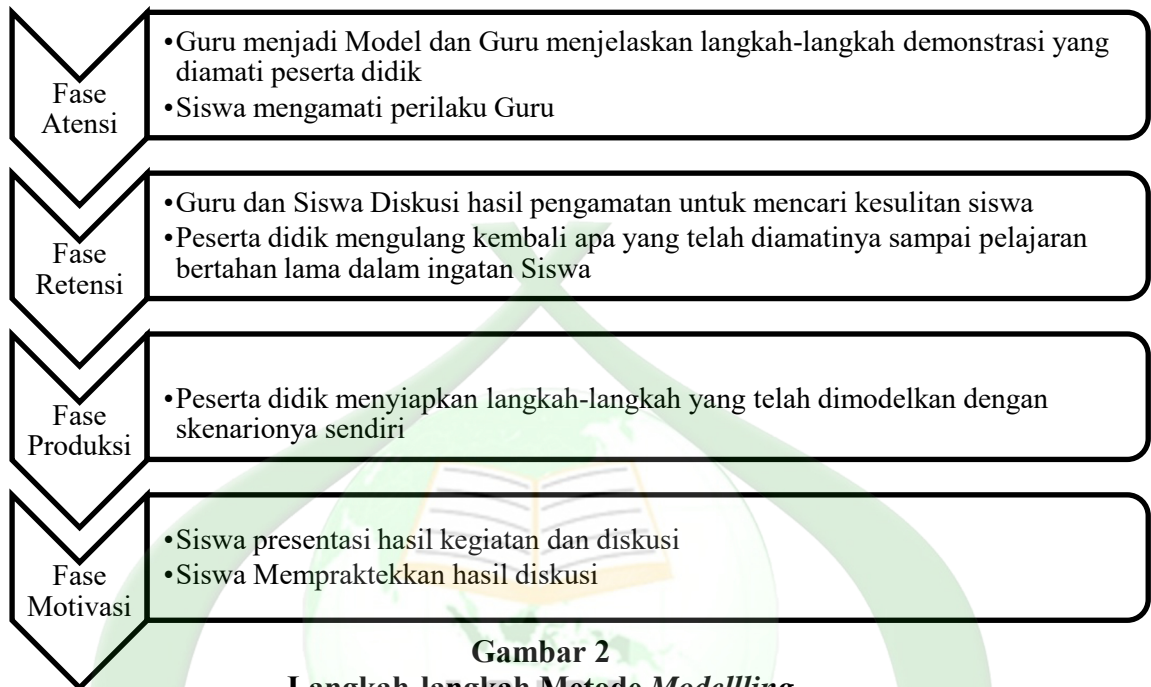 Fase
Atensi
•Guru menjadi Model dan Guru menjelaskan langkah-langkah demonstrasi yang
diamati peserta didik
•Siswa mengamati perilaku Guru
Fase
Retensi
•Guru dan Siswa Diskusi hasil pengamatan untuk mencari kesulitan siswa
•Peserta didik mengulang kembali apa yang telah diamatinya sampai pelajaran
bertahan lama dalam ingatan Siswa
Fase
Produksi
•Peserta didik menyiapkan langkah-langkah yang telah dimodelkan dengan
skenarionya sendiri
Fase
Motivasi
•Siswa presentasi hasil kegiatan dan diskusi
•Siswa Mempraktekkan hasil diskusi
Gambar 2
Langkah-langkah Metode Modellling